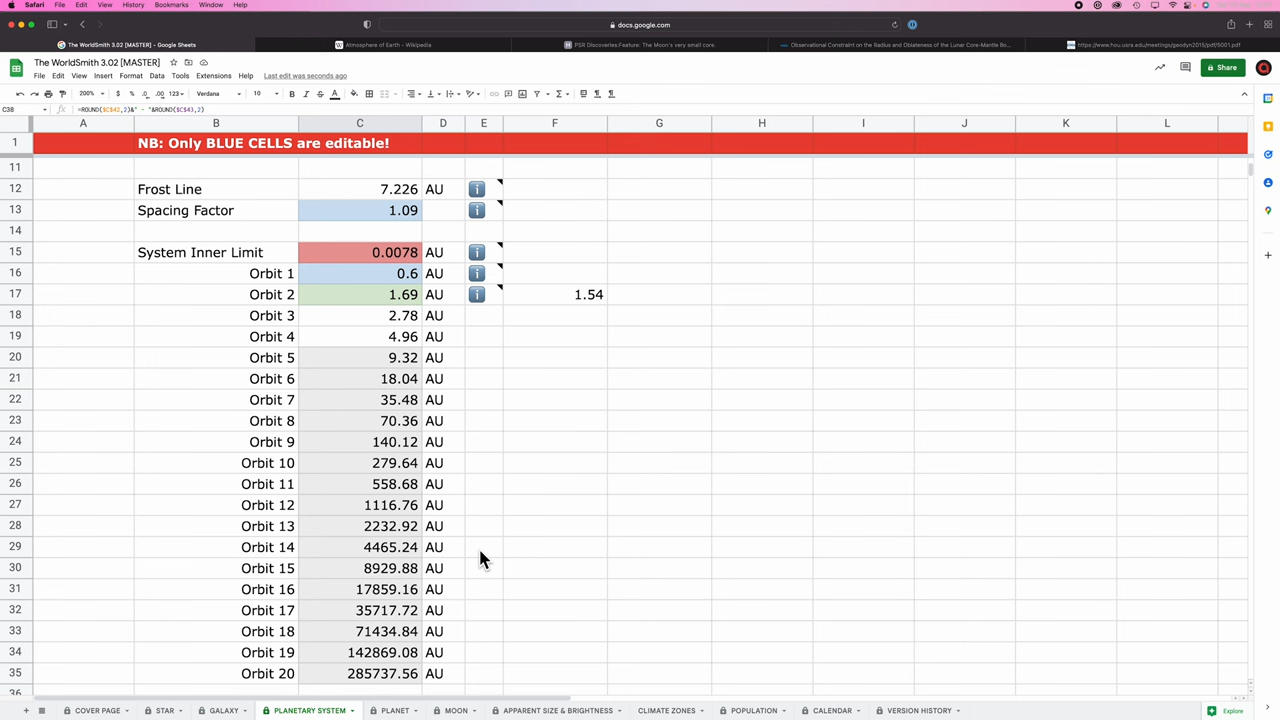 Safari File Edit View History Bookmarks Window Help
docs.google.com
The WorldSmith 3.02 [MASTER] - Google Sheets
Atmosphere of Earth - Wikipedia
PSR Discoveries:Feature: The Moon's very small core.
Observational Constraint on the Radius and Oblateness of the Lunar Core-Mantle Bo...
https://www.hou.usra.edu/meetings/geodyn2015/pdf/5001.pdf
The WorldSmith 3.02 [MASTER]
File Edit View Insert Format Data Tools Extensions Help Last edit was seconds ago
Share
200% $ % .0 .00 123 Verdana 10 B I S A
C38 fx =ROUND($C$42,2)&" - "&ROUND($C$43,2)
A B C D E F G H I J K L
1 NB: Only BLUE CELLS are editable!
11
12 Frost Line 7.226 AU i
13 Spacing Factor 1.09 i
14
15 System Inner Limit 0.0078 AU i
16 Orbit 1 0.6 AU i
17 Orbit 2 1.69 AU i 1.54
18 Orbit 3 2.78 AU
19 Orbit 4 4.96 AU
20 Orbit 5 9.32 AU
21 Orbit 6 18.04 AU
22 Orbit 7 35.48 AU
23 Orbit 8 70.36 AU
24 Orbit 9 140.12 AU
25 Orbit 10 279.64 AU
26 Orbit 11 558.68 AU
27 Orbit 12 1116.76 AU
28 Orbit 13 2232.92 AU
29 Orbit 14 4465.24 AU
30 Orbit 15 8929.88 AU
31 Orbit 16 17859.16 AU
32 Orbit 17 35717.72 AU
33 Orbit 18 71434.84 AU
34 Orbit 19 142869.08 AU
35 Orbit 20 285737.56 AU
36
COVER PAGE STAR GALAXY PLANETARY SYSTEM PLANET MOON APPARENT SIZE & BRIGHTNESS CLIMATE ZONES POPULATION CALENDAR VERSION HISTORY Explore